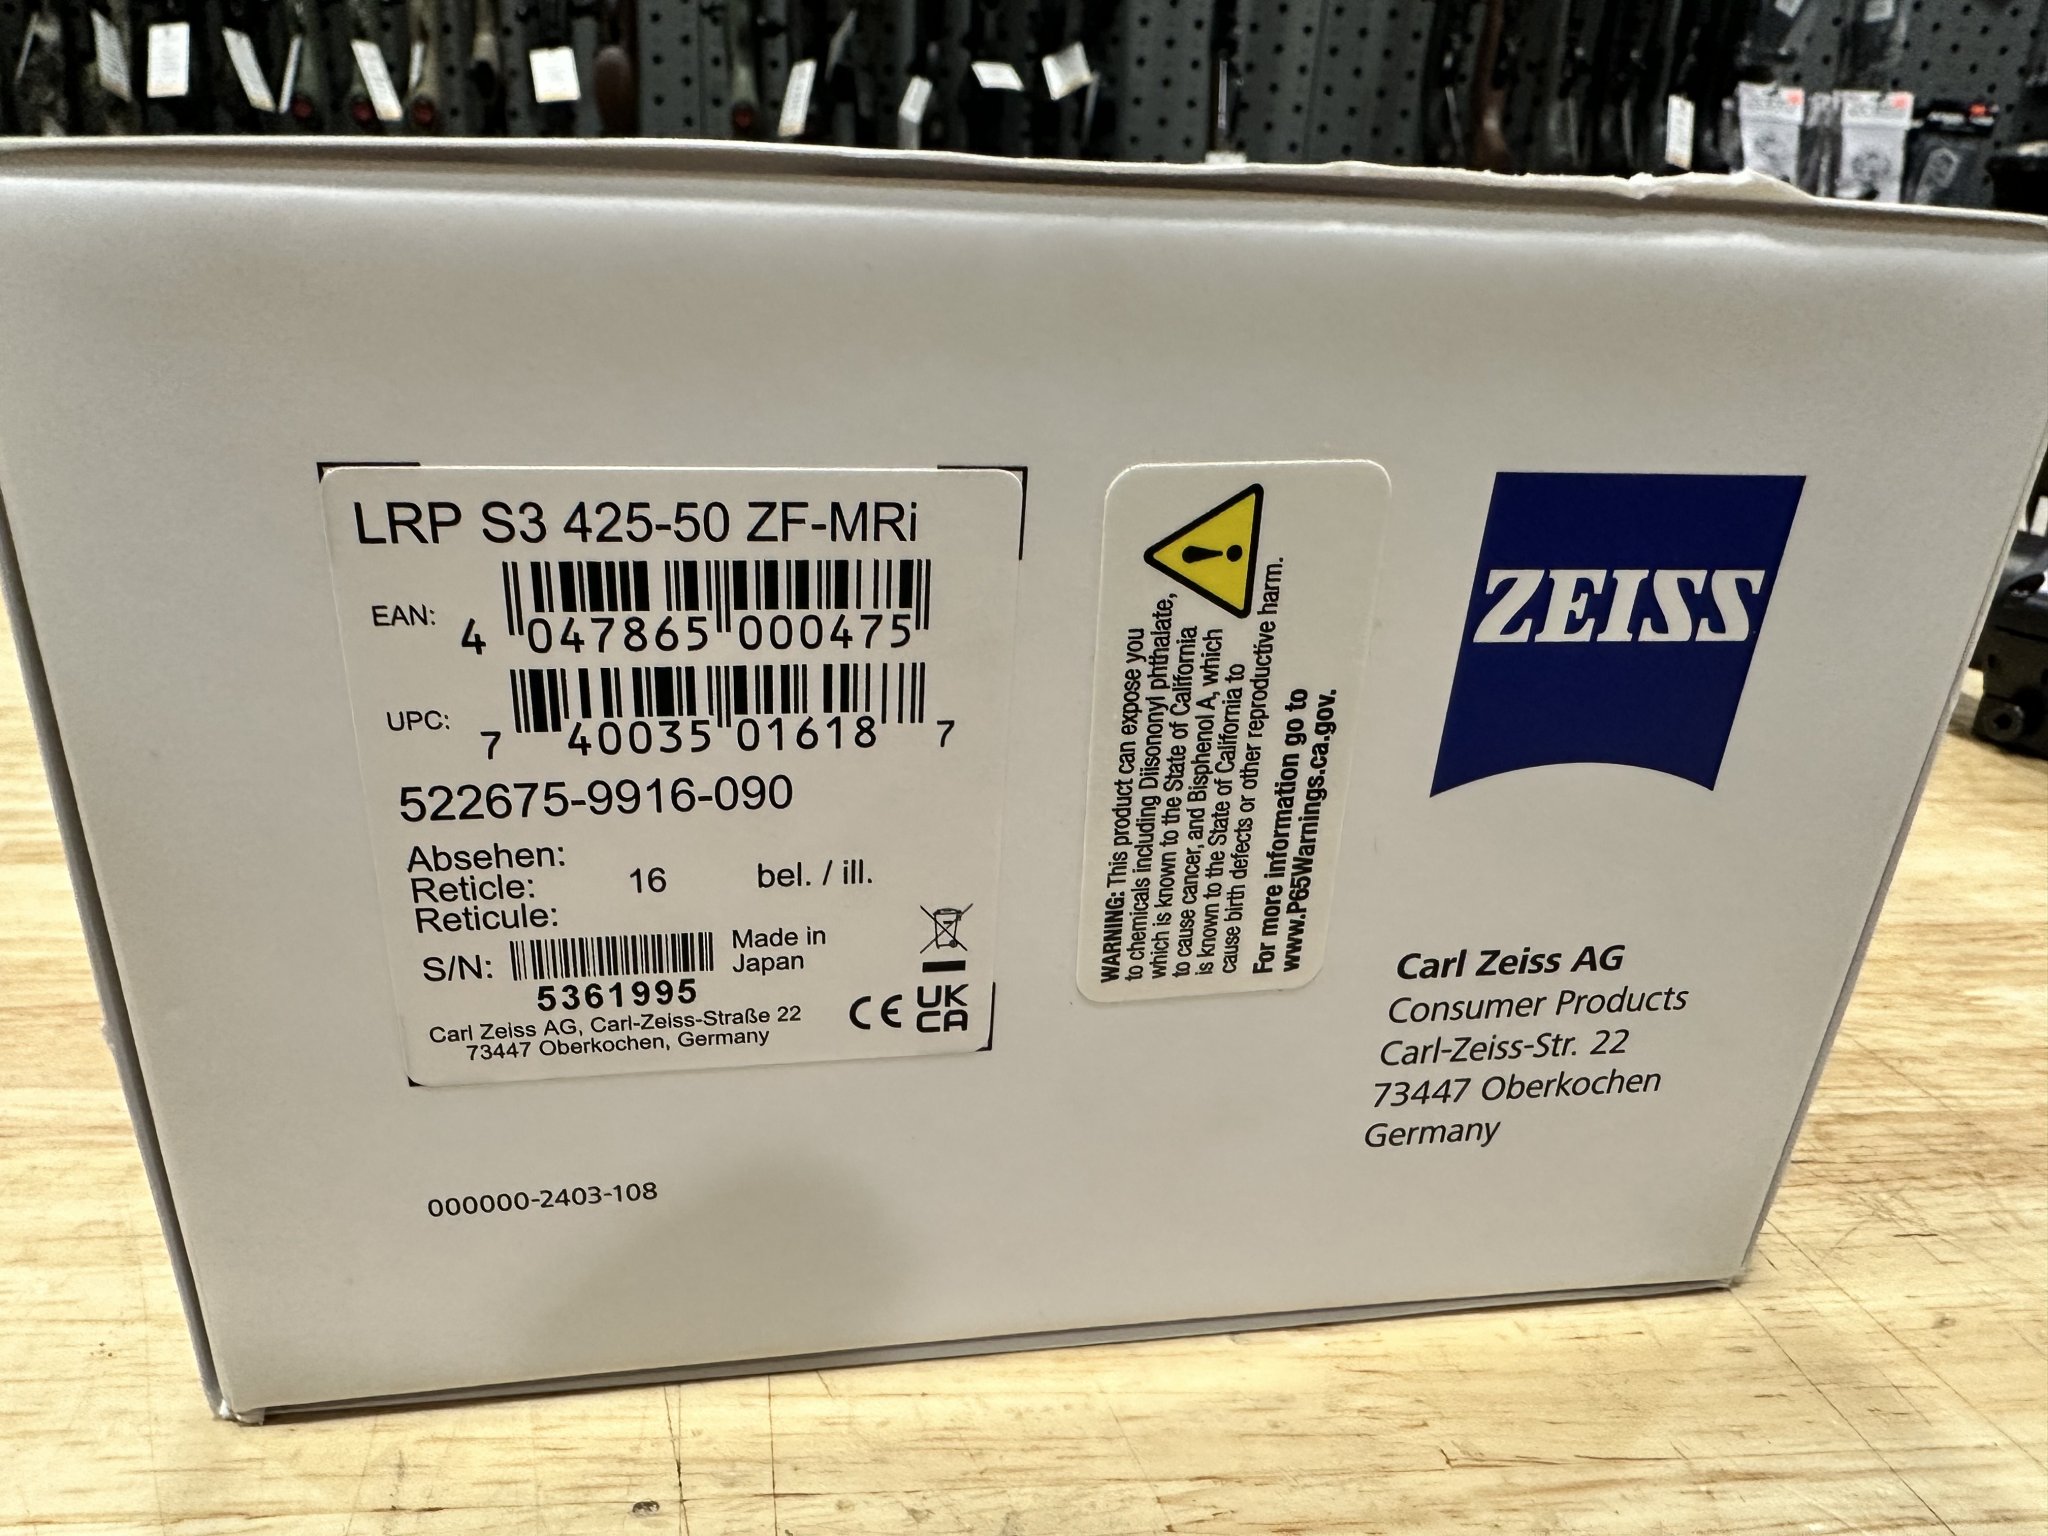 LRP S3 425-50 ZF-MRi
EAN:
4 047865 000475
UPC:
7 40035 01618 7
522675-9916-090
Absehen:
Reticle: 16 bel. / ill.
Reticule:
S/N:
5361995
Made in
Japan
Carl Zeiss AG, Carl-Zeiss-Straße 22
73447 Oberkochen, Germany
CE
UK
CA
000000-2403-108
WARNING: This product can expose you
to chemicals including Diisononyl phthalate,
which is known to the State of California
to cause cancer, and Bisphenol A, which
is known to the State of California to
cause birth defects or other reproductive harm.
For more information go to
www.P65Warnings.ca.gov.
ZEISS
Carl Zeiss AG
Consumer Products
Carl-Zeiss-Str. 22
73447 Oberkochen
Germany